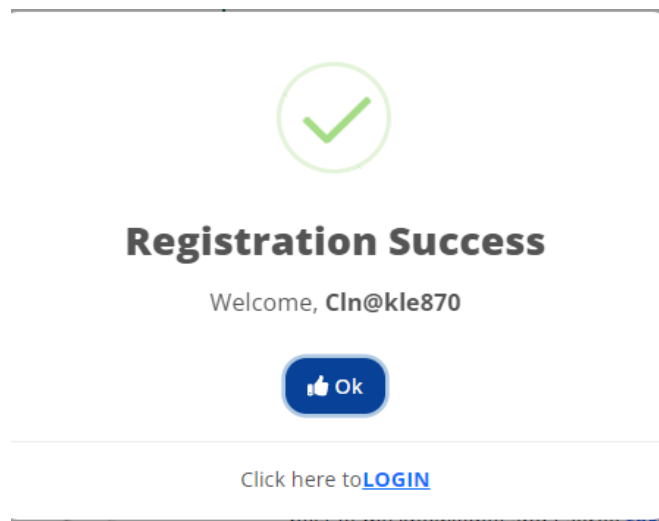 Registration Success
Welcome, Cln@kle870
Ok
Click here toLOGIN